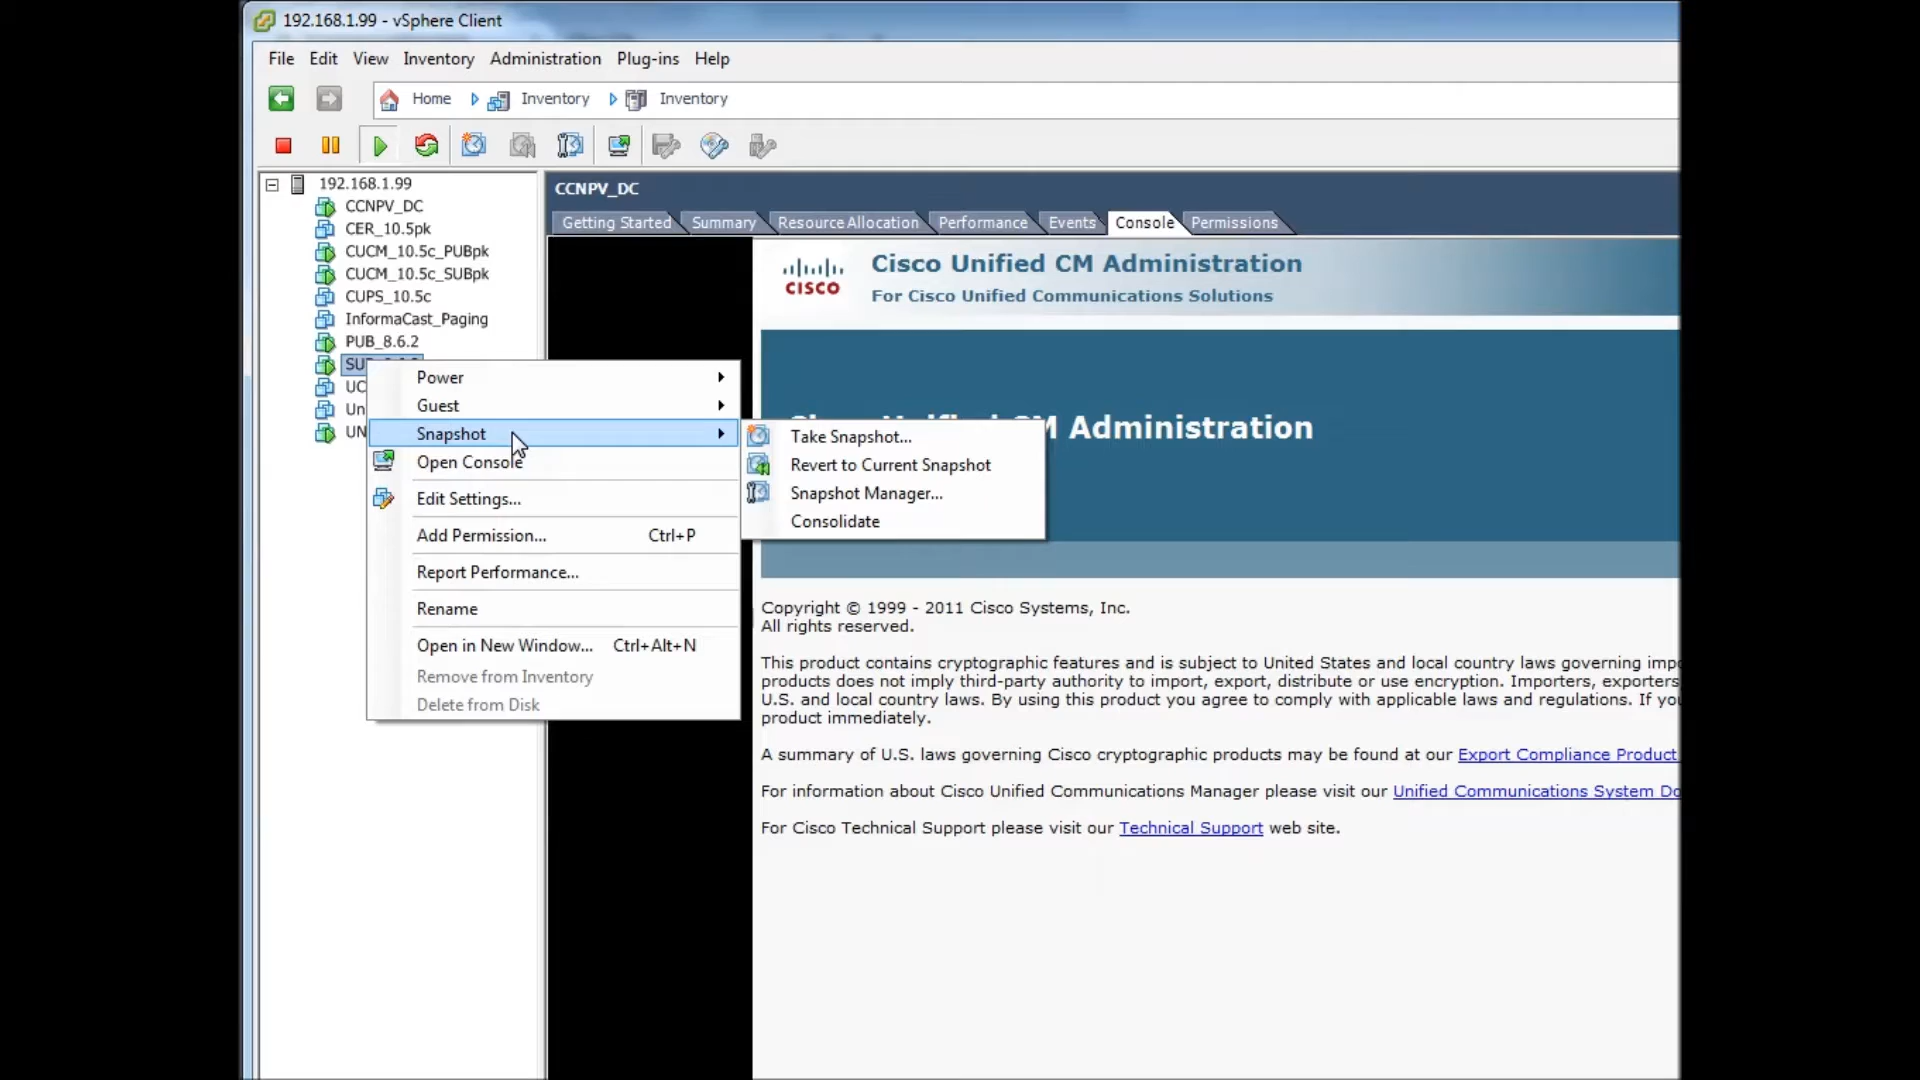 192.168.1.99 - vSphere Client
File Edit View Inventory Administration Plug-ins Help
Home Inventory Inventory
192.168.1.99
CCNPV_DC
CER_10.5pk
CUCM_10.5c_PUBpk
CUCM_10.5c_SUBpk
CUPS_10.5c
InformaCast_Paging
PUB_8.6.2
SU
UC
Un
UN
Power
Guest
Snapshot
Open Console
Edit Settings...
Add Permission... Ctrl+P
Report Performance...
Rename
Open in New Window... Ctrl+Alt+N
Remove from Inventory
Delete from Disk
Take Snapshot...
Revert to Current Snapshot
Snapshot Manager...
Consolidate
CCNPV_DC
Getting Started Summary Resource Allocation Performance Events Console Permissions
CISCO
Cisco Unified CM Administration
For Cisco Unified Communications Solutions
M Administration
Copyright © 1999 - 2011 Cisco Systems, Inc.
All rights reserved.
This product contains cryptographic features and is subject to United States and local country laws governing
products does not imply third-party authority to import, export, distribute or use encryption. Importers, exporters
U.S. and local country laws. By using this product you agree to comply with applicable laws and regulations. If
product immediately.
A summary of U.S. laws governing Cisco cryptographic products may be found at our Export Compliance Product
For information about Cisco Unified Communications Manager please visit our Unified Communications System
For Cisco Technical Support please visit our Technical Support web site.